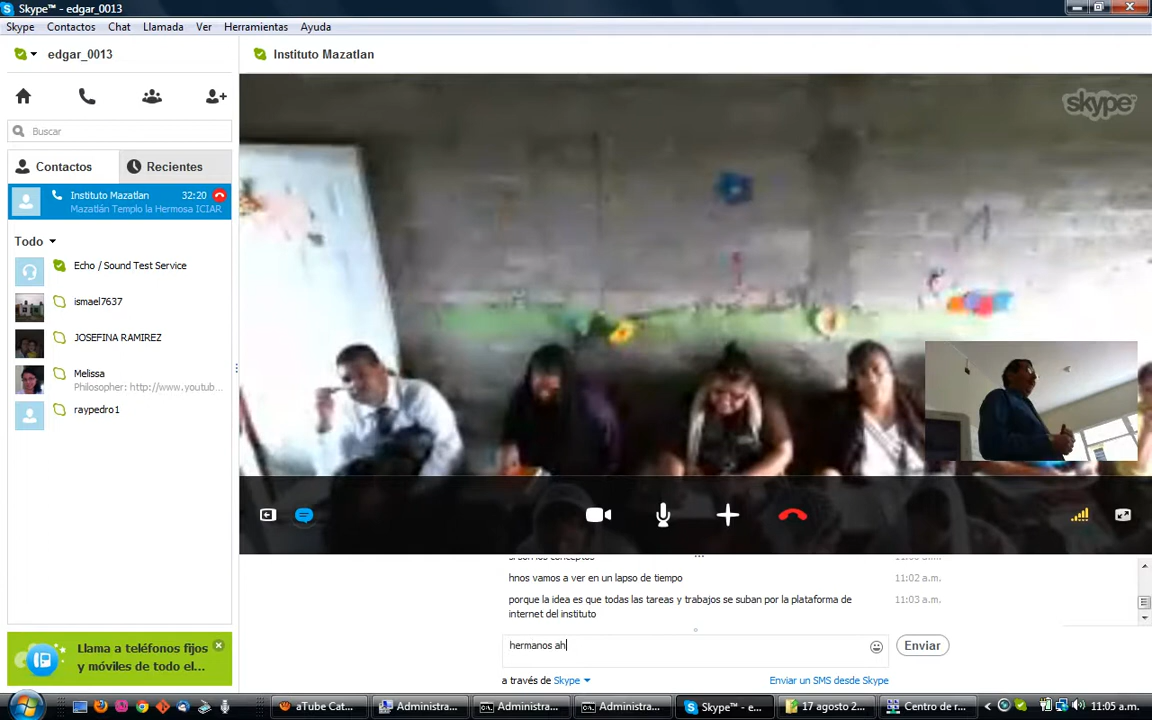 Skype™ - edgar_0013
Skype Contactos Chat Llamada Ver Herramientas Ayuda
edgar_0013
Instituto Mazatlan
skype
Buscar
Contactos
Recientes
Instituto Mazatlan 32:20
Mazatlán Templo la Hermosa ICIAR
Todo
Echo / Sound Test Service
ismael7637
JOSEFINA RAMIREZ
Melissa
Philosopher: http://www.youtub...
raypedro1
hnos vamos a ver en un lapso de tiempo 11:02 a.m.
porque la idea es que todas las tareas y trabajos se suban por la plataforma de 11:03 a.m.
internet del instituto
hermanos ah
Enviar
a través de Skype
Enviar un SMS desde Skype
Llama a teléfonos fijos
y móviles de todo el...
aTube Cat...
Administra...
Administra...
Administra...
Skype™ - e...
17 agosto 2...
Centro de r...
11:05 a.m.